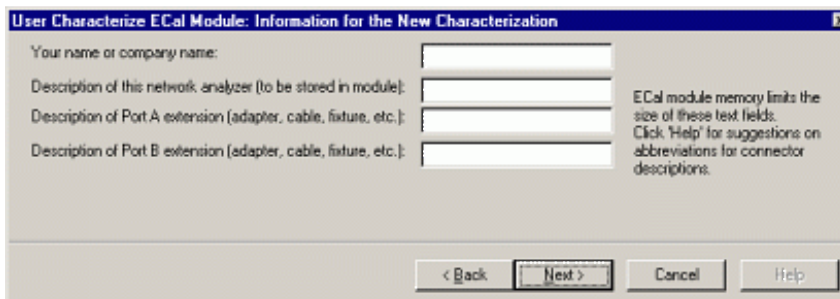 User Characterize ECal Module: Information for the New Characterization
Your name or company name:
Description of this network analyzer (to be stored in module):
Description of Port A extension (adapter, cable, fixture, etc.):
Description of Port B extension (adapter, cable, fixture, etc.):
ECal module memory limits the
size of these text fields.
Click 'Help' for suggestions on
abbreviations for connector
descriptions.
< Back
Next >
Cancel
Help